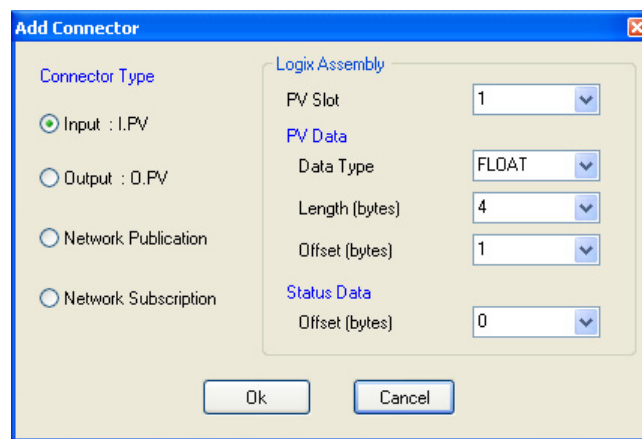 Add Connector
Connector Type
Input : I.PV
Output : O.PV
Network Publication
Network Subscription
Logix Assembly
PV Slot 1
PV Data
Data Type FLOAT
Length (bytes) 4
Offset (bytes) 1
Status Data
Offset (bytes) 0
Ok Cancel